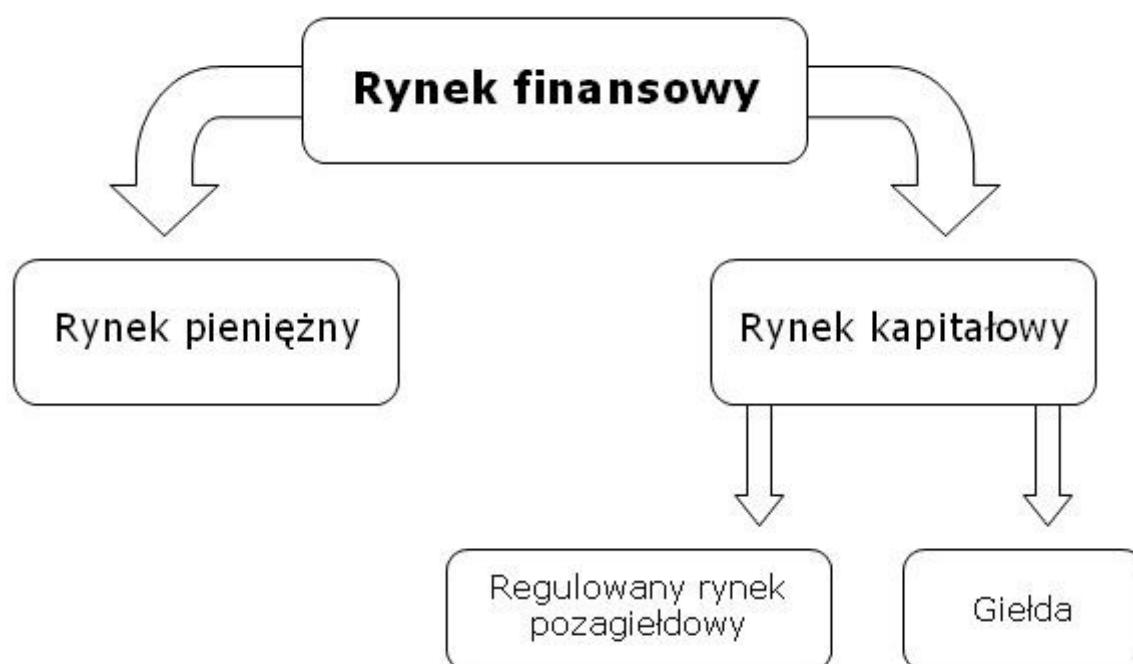 Rynek finansowy
Rynek pieniężny
Rynek kapitałowy
Regulowany rynek
pozagiełdowy
Giełda